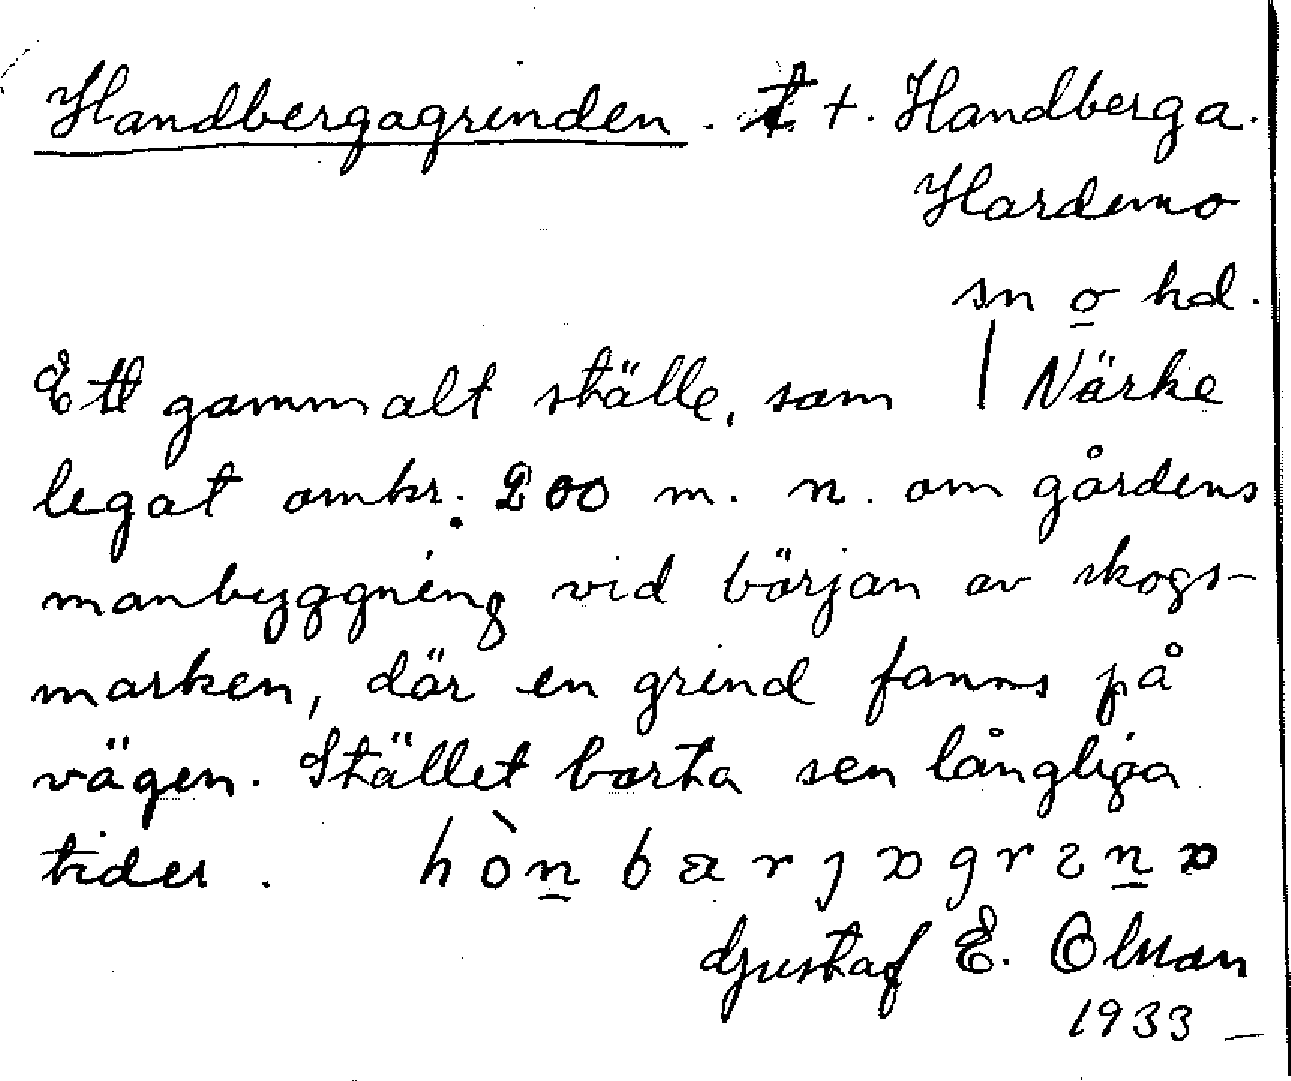 Handbergagrinden. t +. Handberga.
Hardemo
sn o hd.
Ett gammalt ställe, som | Närke
legat omkr. 200 m. n. om gårdens
manbyggning vid början av skogs-
marken, där en grind fanns på
vägen. Stället borta sen långliga
tider.
Gustaf E. Olsson
1933